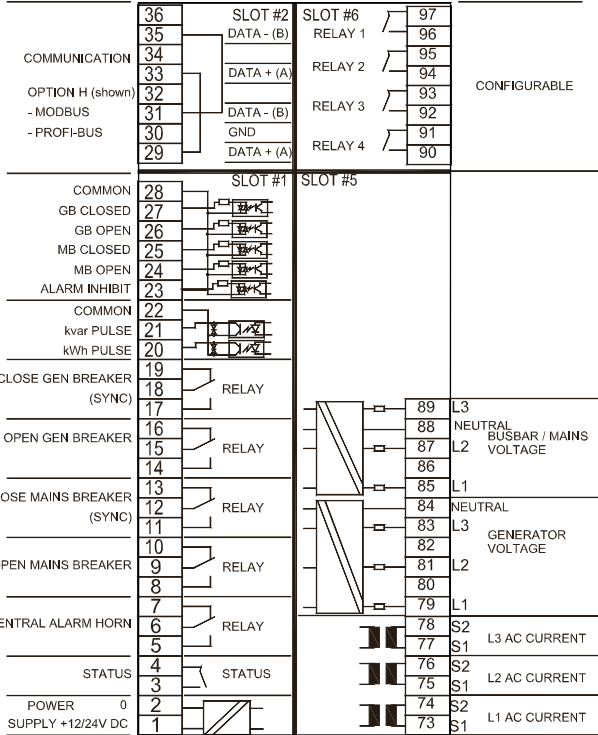 36 SLOT #2 SLOT #6 97
35 DATA - (B) RELAY 1 96
34 95
COMMUNICATION 33 DATA + (A) RELAY 2 94
OPTION H (shown) 32 93 CONFIGURABLE
- MODBUS 31 DATA - (B) RELAY 3 92
- PROFI-BUS 30 GND 91
29 DATA + (A) RELAY 4 90
SLOT #1 SLOT #5
COMMON 28
GB CLOSED 27
GB OPEN 26
MB CLOSED 25
MB OPEN 24
ALARM INHIBIT 23
COMMON 22
kvar PULSE 21
kWh PULSE 20
CLOSE GEN BREAKER 19
(SYNC) 18 RELAY
17 89 L3
16 88 NEUTRAL
OPEN GEN BREAKER 15 RELAY 87 L2 BUSBAR / MAINS
14 86 VOLTAGE
13 85 L1
OSE MAINS BREAKER 12 RELAY 84 NEUTRAL
(SYNC) 11 83 L3
10 82 GENERATOR
PEN MAINS BREAKER 9 RELAY 81 L2 VOLTAGE
8 80
7 79 L1
ENTRAL ALARM HORN 6 RELAY 78 S2
5 77 S1 L3 AC CURRENT
STATUS 4 STATUS 76 S2
3 75 S1 L2 AC CURRENT
POWER 0 2 74 S2
SUPPLY +12/24V DC 1 73 S1 L1 AC CURRENT